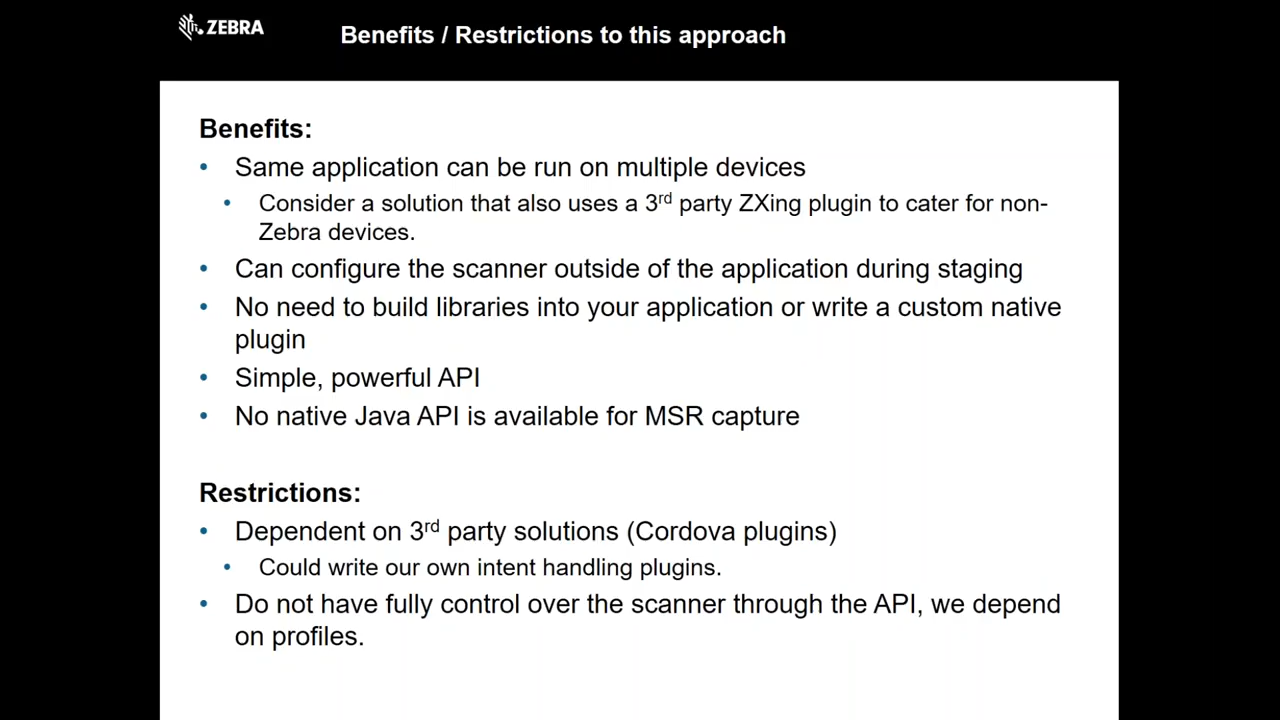 ZEBRA
Benefits / Restrictions to this approach
Benefits:
• Same application can be run on multiple devices
• Consider a solution that also uses a 3rd party ZXing plugin to cater for non-
Zebra devices.
• Can configure the scanner outside of the application during staging
• No need to build libraries into your application or write a custom native
plugin
• Simple, powerful API
• No native Java API is available for MSR capture
Restrictions:
• Dependent on 3rd party solutions (Cordova plugins)
• Could write our own intent handling plugins.
• Do not have fully control over the scanner through the API, we depend
on profiles.